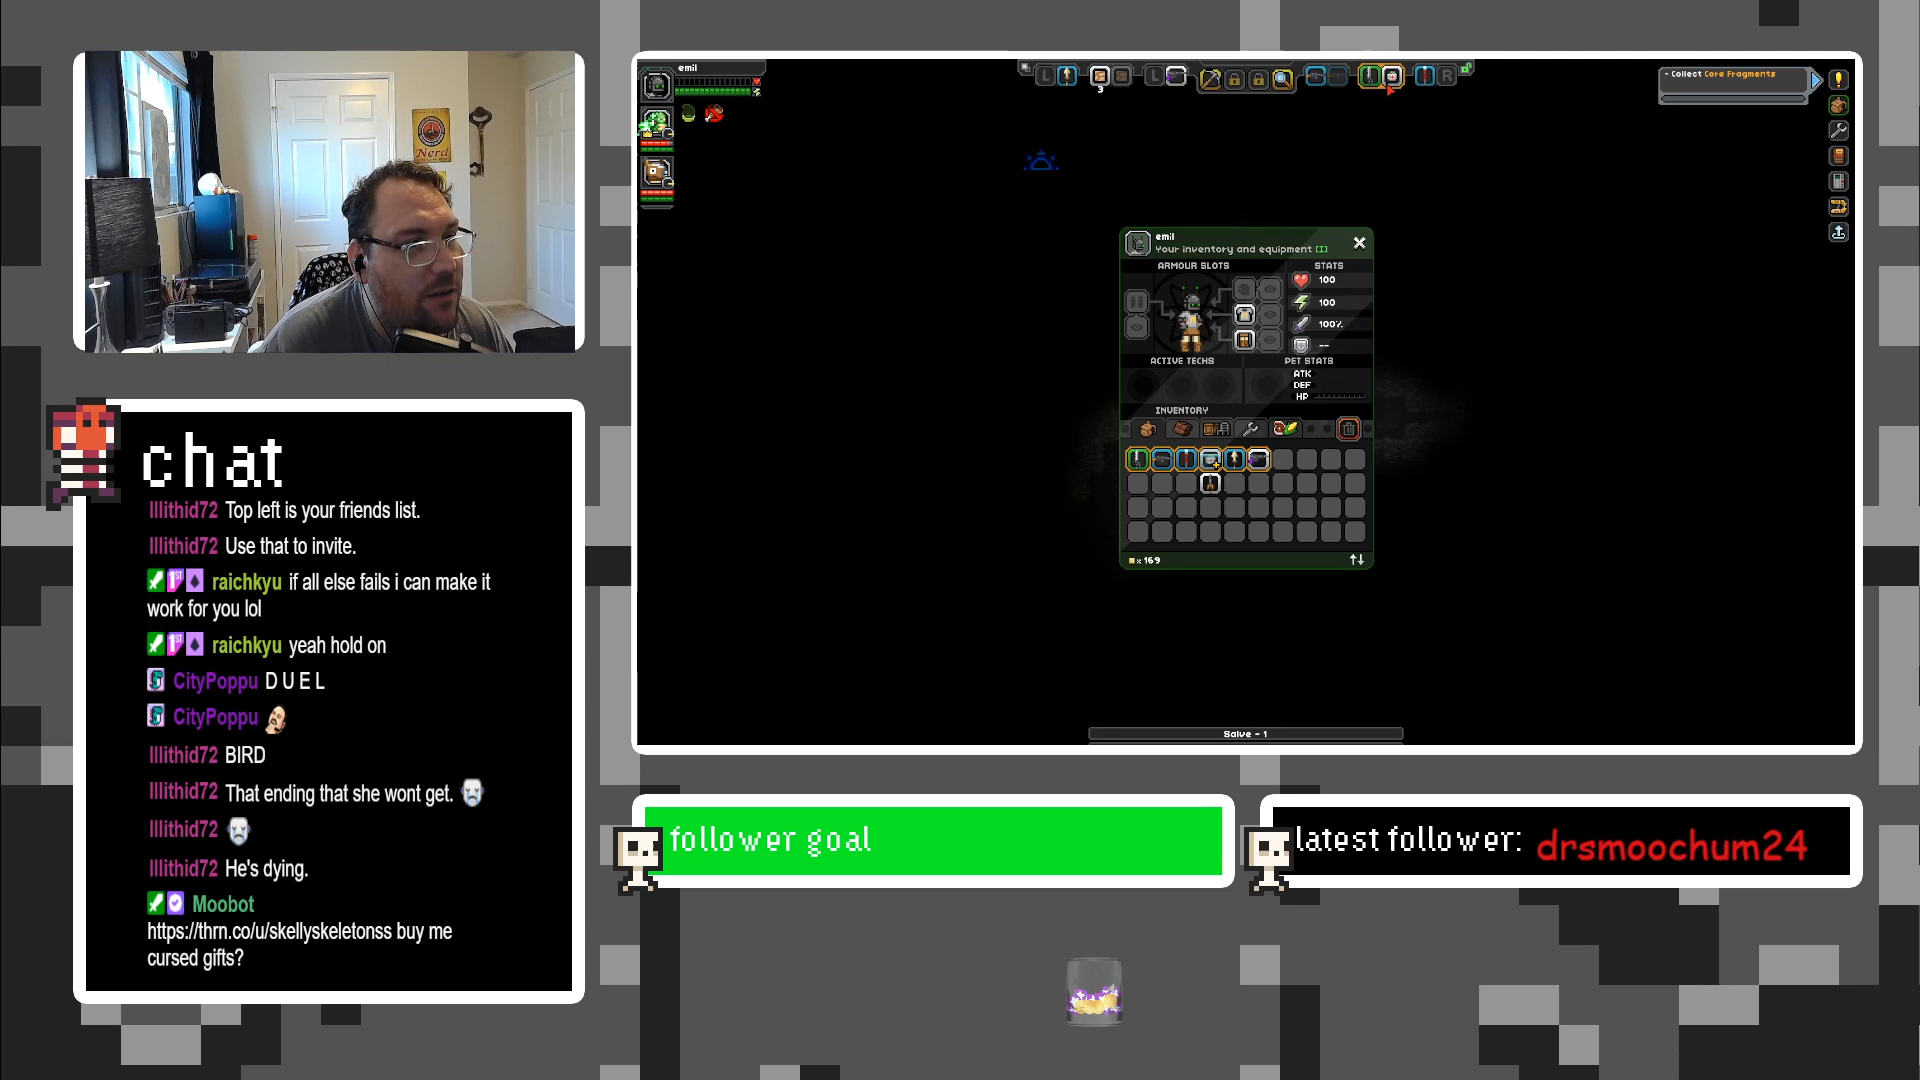 Nerd
chat
Illithid72 Top left is your friends list.
Illithid72 Use that to invite.
1ST raichkyu if all else fails i can make it
work for you lol
1ST raichkyu yeah hold on
CityPoppu D U E L
CityPoppu
Illithid72 BIRD
Illithid72 That ending that she wont get.
Illithid72
Illithid72 He's dying.
Moobot
https://thrn.co/u/skellyskeletonss buy me
cursed gifts?
emil
L
3
L
R
- Collect Core Fragments
emil
Your inventory and equipment
ARMOUR SLOTS
STATS
100
100
100%
--
ACTIVE TECHS
PET STATS
ATK
DEF
HP
INVENTORY
x 169
Salve - 1
follower goal
latest follower: drsmoochum24